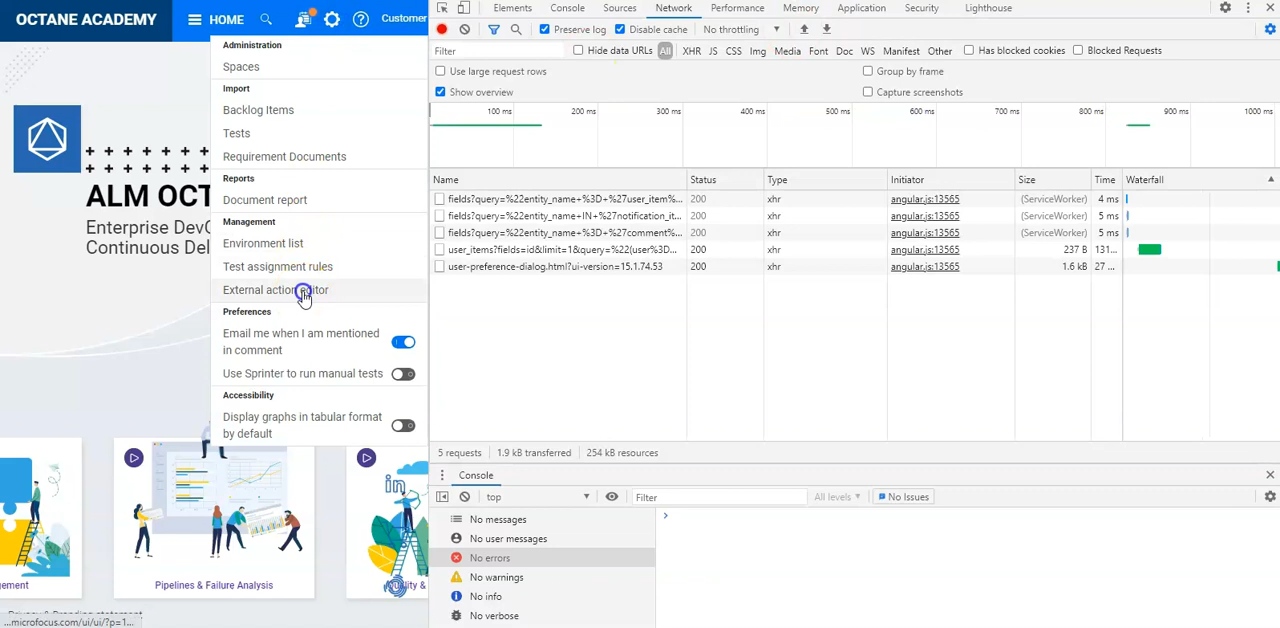 OCTANE ACADEMY
HOME
Customer
Administration
Spaces
Import
Backlog Items
Tests
Requirement Documents
Reports
Document report
Management
Environment list
Test assignment rules
External action editor
Preferences
Email me when I am mentioned
in comment
Use Sprinter to run manual tests
Accessibility
Display graphs in tabular format
by default
ALM OCT
Enterprise DevO
Continuous Del
in
gement
Pipelines & Failure Analysis
Privacy & Branding statement
...microfocus.com/ui/ui/?p=1...
Elements Console Sources Network Performance Memory Application Security Lighthouse
Preserve log Disable cache No throttling
Filter Hide data URLs All XHR JS CSS Img Media Font Doc WS Manifest Other Has blocked cookies Blocked Requests
Use large request rows Group by frame
Show overview Capture screenshots
100 ms 200 ms 300 ms 400 ms 500 ms 600 ms 700 ms 800 ms 900 ms 1000 ms
Name Status Type Initiator Size Time Waterfall
fields?query=%22entity_name+%3D+%27user_item%... 200 xhr angular.js:13565 (ServiceWorker) 4 ms
fields?query=%22entity_name+IN+%27notification_it... 200 xhr angular.js:13565 (ServiceWorker) 5 ms
fields?query=%22entity_name+%3D+%27comment%... 200 xhr angular.js:13565 (ServiceWorker) 5 ms
user_items?fields=id&limit=1&query=%22(user%3D... 200 xhr angular.js:13565 237 B 131...
user-preference-dialog.html?ui-version=15.1.74.53 200 xhr angular.js:13565 1.6 kB 27 ...
5 requests 1.9 kB transferred 254 kB resources
Console
top Filter All levels No Issues
No messages
No user messages
No errors
No warnings
No info
No verbose